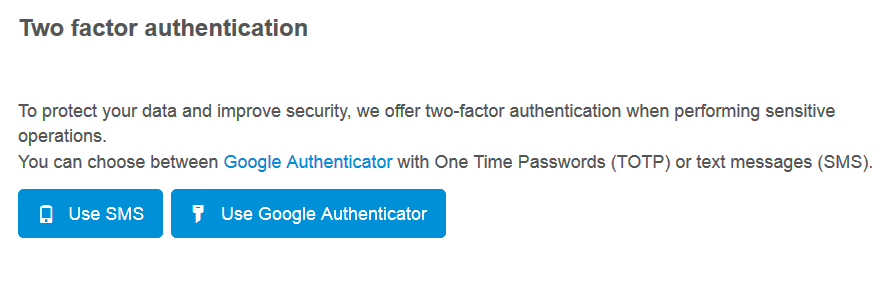 Two factor authentication
To protect your data and improve security, we offer two-factor authentication when performing sensitive
operations.
You can choose between Google Authenticator with One Time Passwords (TOTP) or text messages (SMS).
Use SMS Use Google Authenticator